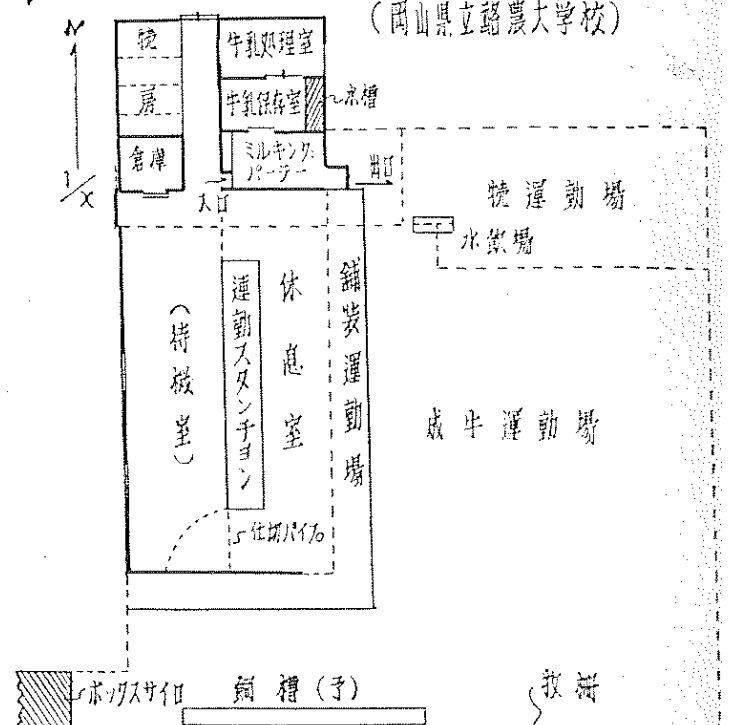 (岡山県立酪農大学校)
N
犢房
牛乳処理室
牛乳保存室
水槽
倉庫
ミルキングパーラー
入口
出口
犢運動場
水飲場
(待機室)
連動スタンチョン
休息室
舗装運動場
成牛運動場
仕切パイプ
ボックスサイロ
飼槽(予)
牧柵